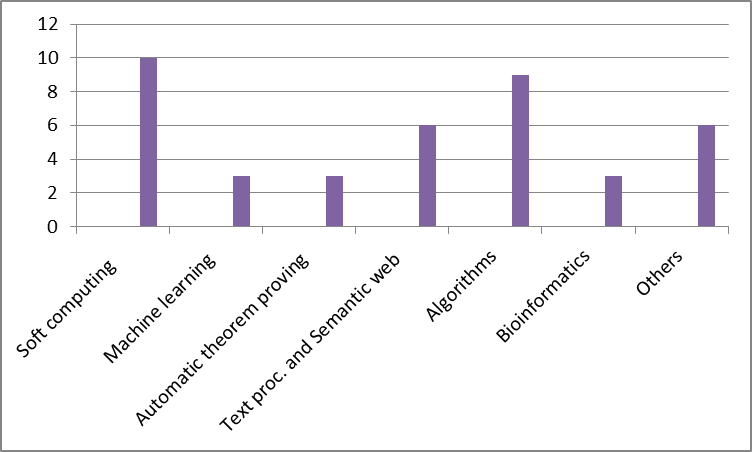 12
10
8
6
4
2
0
Soft computing
Machine learning
Automatic theorem proving
Text proc. and Semantic web
Algorithms
Bioinformatics
Others